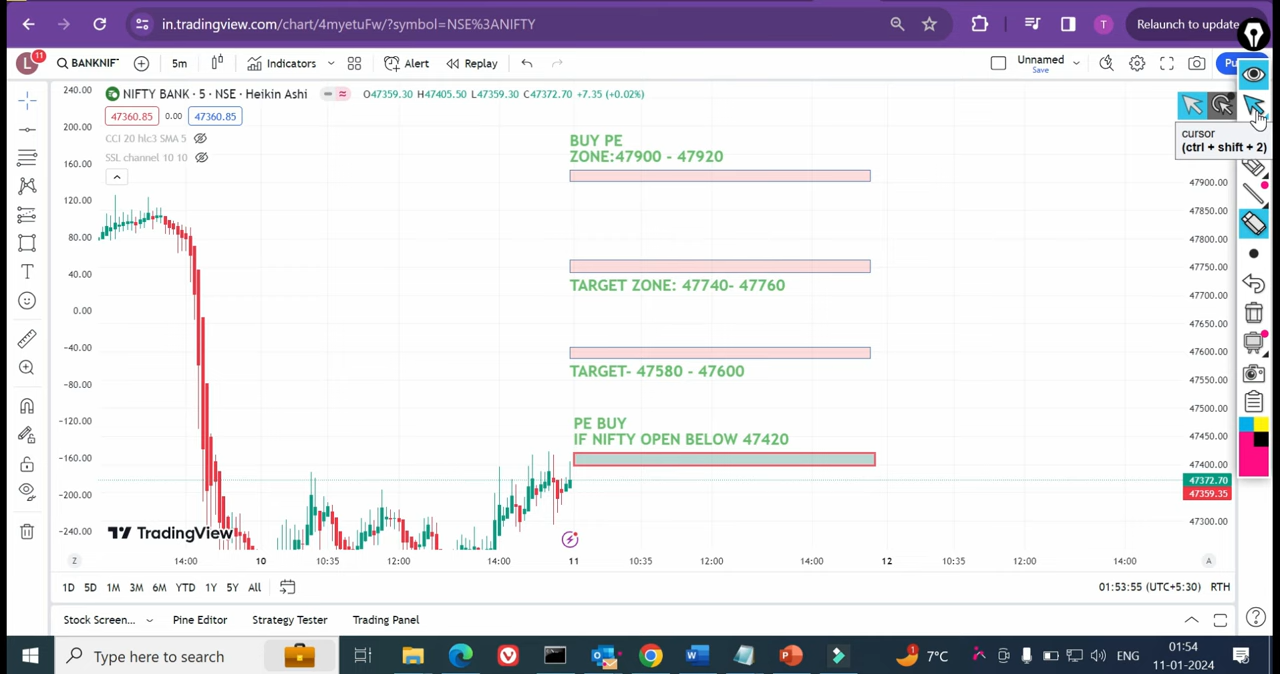 in.tradingview.com/chart/4myetuFw/?symbol=NSE%3ANIFTY
T
Relaunch to update
L
11
BANKNIF
5m
Indicators
Alert
Replay
Unnamed
Save
Pu
240.00
200.00
160.00
120.00
80.00
40.00
0.00
-40.00
-80.00
-120.00
-160.00
-200.00
-240.00
NIFTY BANK · 5 · NSE · Heikin Ashi
O47359.30 H47405.50 L47359.30 C47372.70 +7.35 (+0.02%)
47360.85 0.00 47360.85
CCI 20 hlc3 SMA 5
SSL channel 10 10
BUY PE
ZONE:47900 - 47920
TARGET ZONE: 47740- 47760
TARGET- 47580 - 47600
PE BUY
IF NIFTY OPEN BELOW 47420
cursor
(ctrl + shift + 2)
47900.00
47850.00
47800.00
47750.00
47700.00
47650.00
47600.00
47550.00
47500.00
47450.00
47400.00
47372.70
47359.35
47300.00
TradingView
Z
14:00 10 10:35 12:00 14:00 11 10:35 12:00 14:00 12 10:35 12:00 14:00
A
1D 5D 1M 3M 6M YTD 1Y 5Y All
01:53:55 (UTC+5:30) RTH
Stock Screen... Pine Editor Strategy Tester Trading Panel
Type here to search
1
7°C
ENG
01:54
11-01-2024